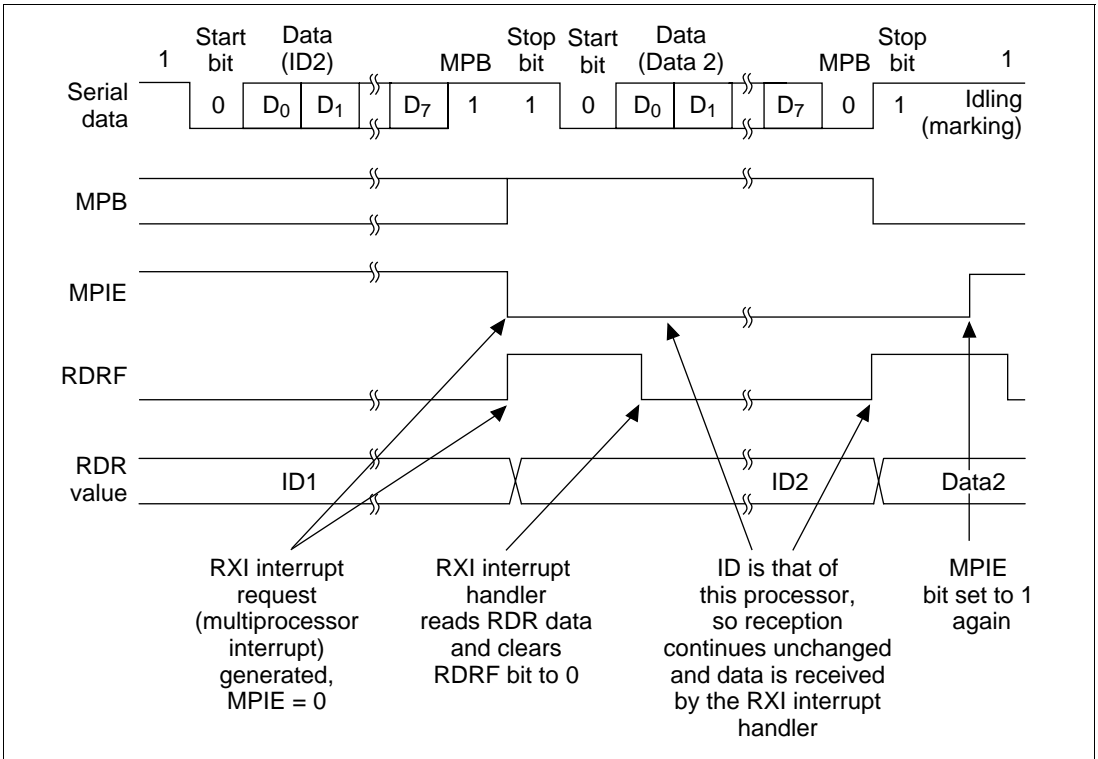 1 Start bit Data (ID2) MPB Stop bit Start bit Data (Data 2) MPB Stop bit 1
Serial data 0 D0 D1 D7 1 1 0 D0 D1 D7 0 1 Idling (marking)
MPB
MPIE
RDRF
RDR value ID1 ID2 Data2
RXI interrupt
request
(multiprocessor
interrupt)
generated,
MPIE = 0
RXI interrupt
handler
reads RDR data
and clears
RDRF bit to 0
ID is that of
this processor,
so reception
continues unchanged
and data is received
by the RXI interrupt
handler
MPIE
bit set to 1
again